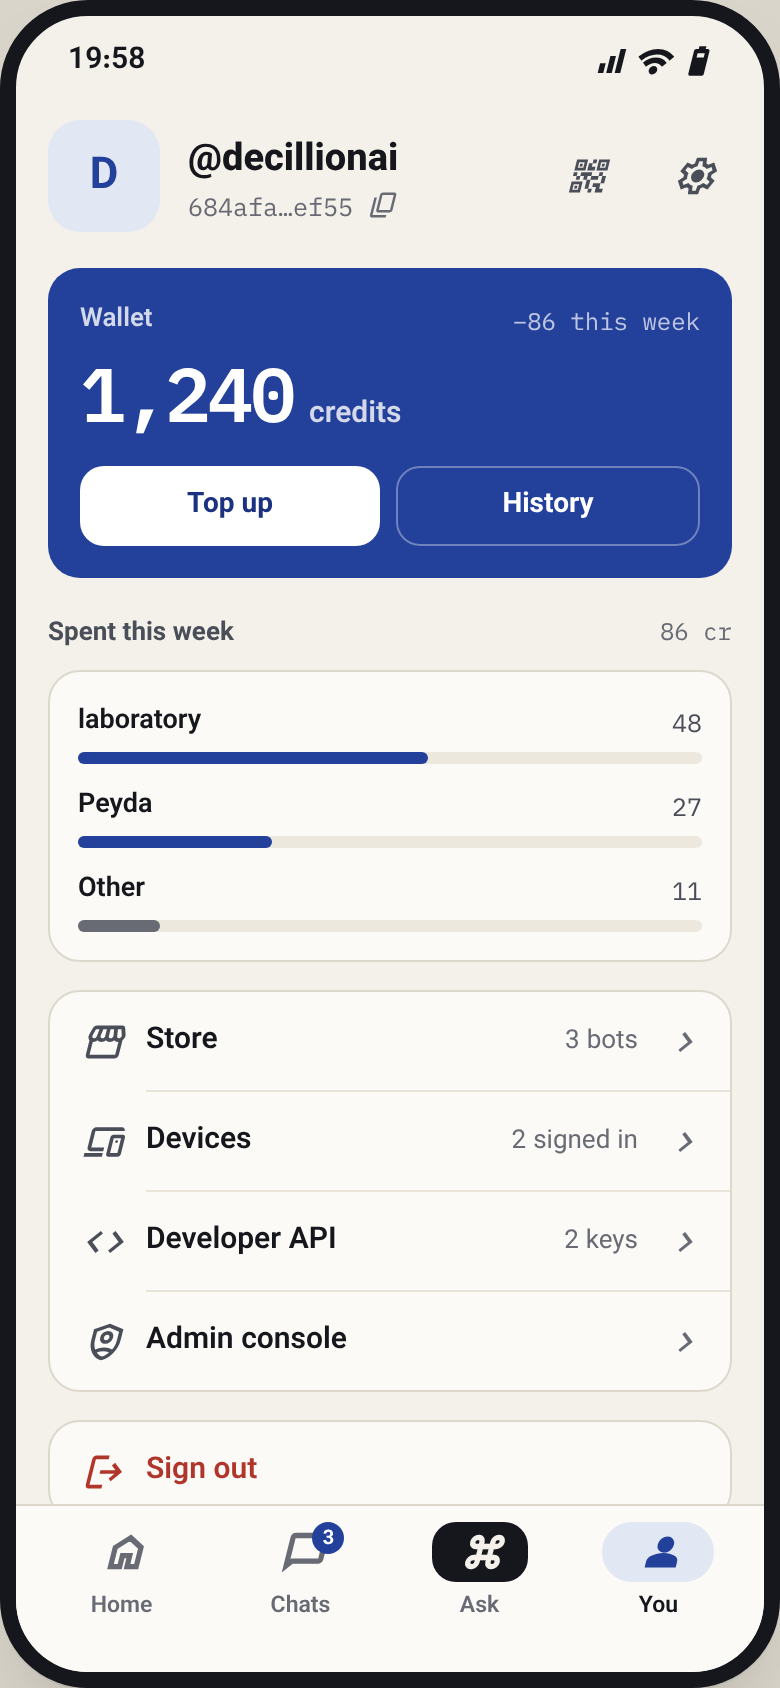 19:58
D
@decillionai
684afa…ef55
Wallet
−86 this week
1,240 credits
Top up
History
Spent this week
86 cr
laboratory
48
Peyda
27
Other
11
Store
3 bots
Devices
2 signed in
Developer API
2 keys
Admin console
Sign out
3
Home
Chats
Ask
You